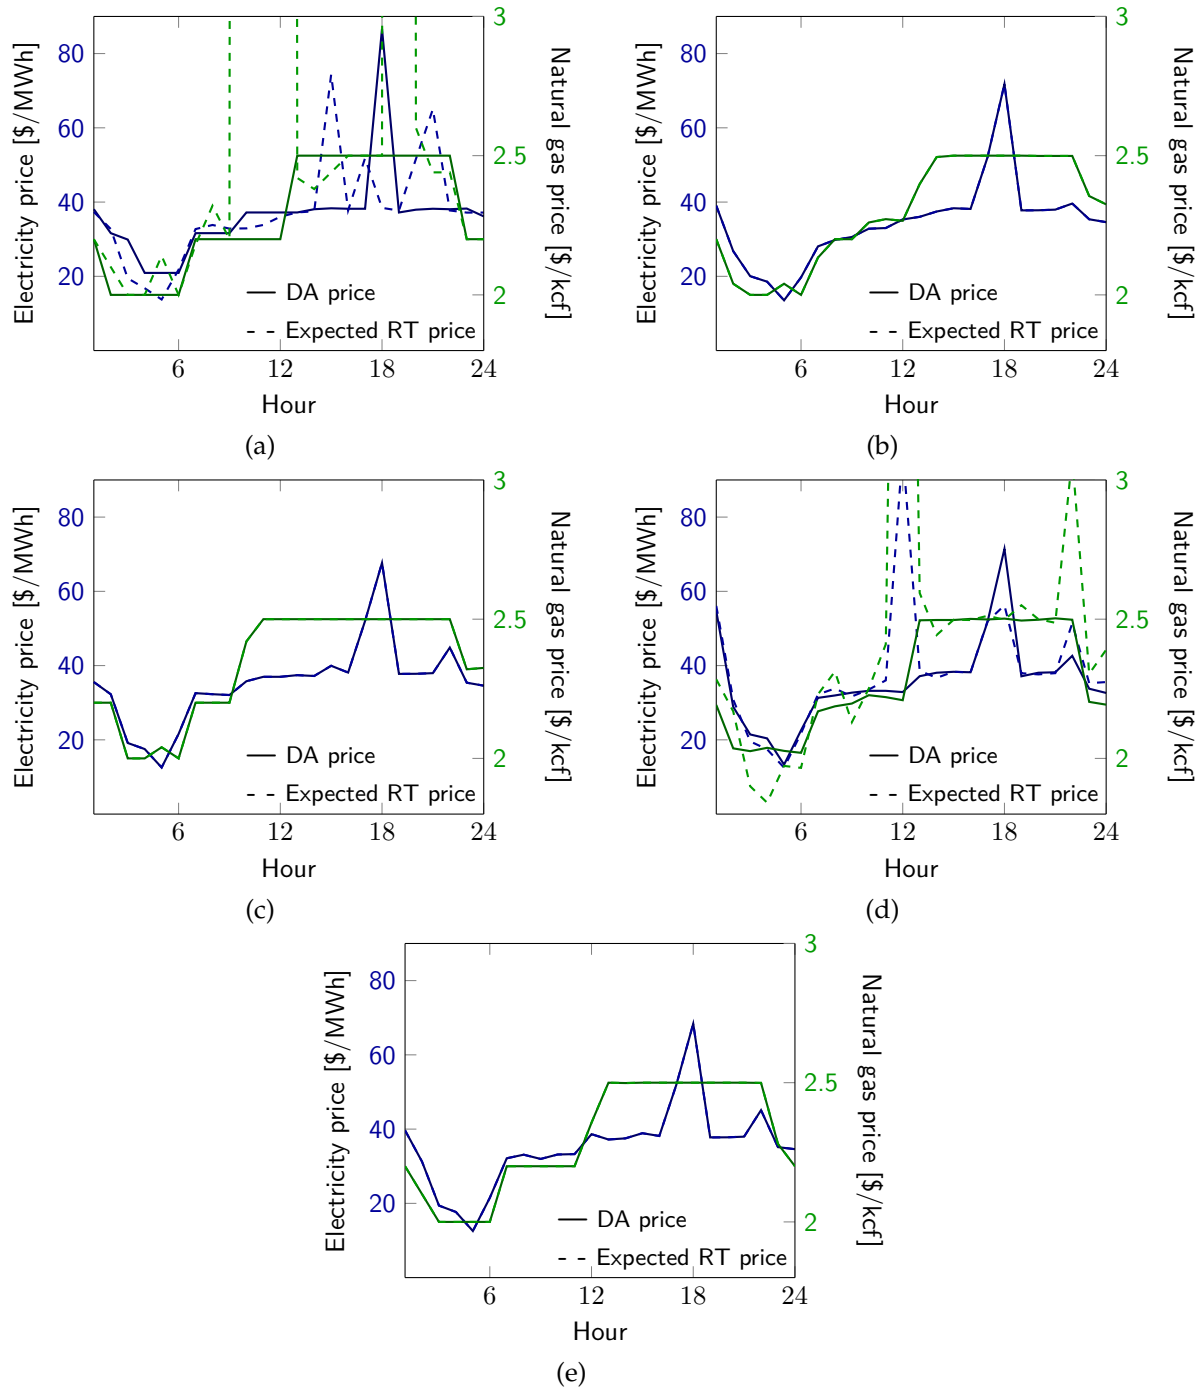 80
60
40
20
Electricity price [$/MWh]
3
2.5
2
Natural gas price [$/kcf]
DA price
Expected RT price
6 12 18 24
Hour
(a)
80
60
40
20
Electricity price [$/MWh]
3
2.5
2
Natural gas price [$/kcf]
DA price
Expected RT price
6 12 18 24
Hour
(b)
80
60
40
20
Electricity price [$/MWh]
3
2.5
2
Natural gas price [$/kcf]
DA price
Expected RT price
6 12 18 24
Hour
(c)
80
60
40
20
Electricity price [$/MWh]
3
2.5
2
Natural gas price [$/kcf]
DA price
Expected RT price
6 12 18 24
Hour
(d)
80
60
40
20
Electricity price [$/MWh]
3
2.5
2
Natural gas price [$/kcf]
DA price
Expected RT price
6 12 18 24
Hour
(e)